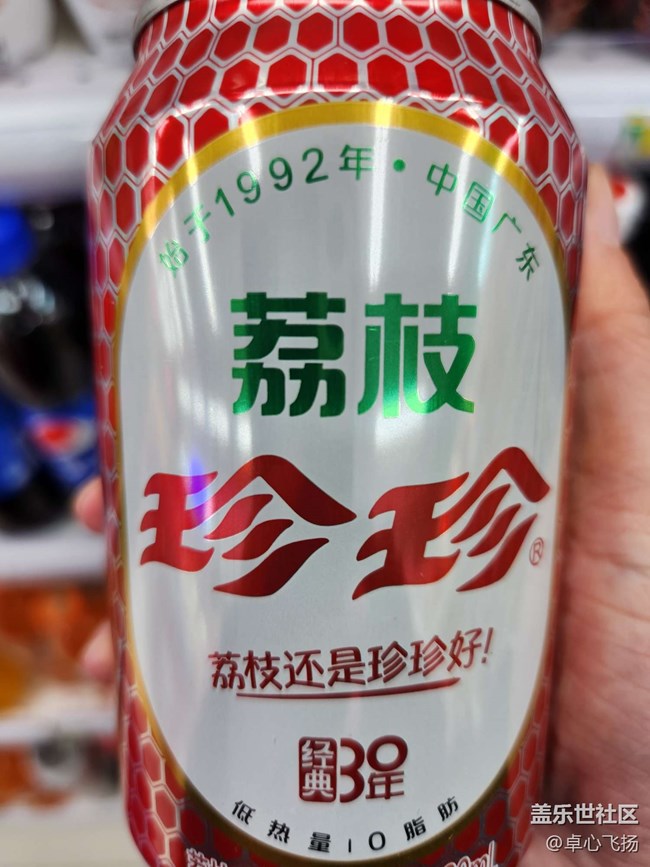 始于1992年·中国广东
荔枝
珍珍®
荔枝还是珍珍好!
经典30年
低热量|0脂肪
盖乐世社区
@卓心飞扬